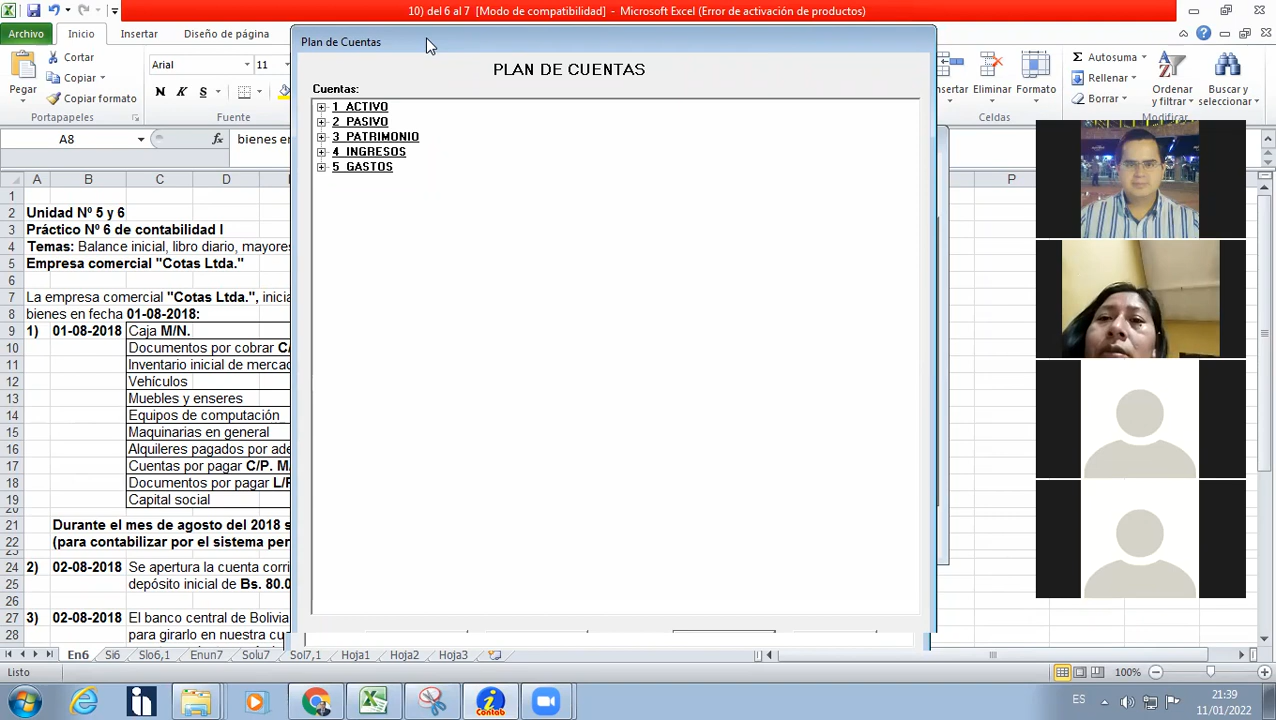 10) del 6 al 7 [Modo de compatibilidad] - Microsoft Excel (Error de activación de productos)
Archivo Inicio Insertar Diseño de página
Cortar
Copiar
Copiar formato
Pegar
Portapapeles
Arial 11
N K S
Fuente
Insertar Eliminar Formato
Celdas
Autosuma
Rellenar
Borrar
Ordenar y filtrar
Buscar y seleccionar
Modificar
A8 fx bienes en
Plan de Cuentas
PLAN DE CUENTAS
Cuentas:
1 ACTIVO
2 PASIVO
3 PATRIMONIO
4 INGRESOS
5 GASTOS
A B C D P
1
2 Unidad Nº 5 y 6
3 Práctico Nº 6 de contabilidad I
4 Temas: Balance inicial, libro diario, mayores
5 Empresa comercial "Cotas Ltda."
6
7 La empresa comercial "Cotas Ltda.", inicia
8 bienes en fecha 01-08-2018:
9 1) 01-08-2018 Caja M/N.
10 Documentos por cobrar C/
11 Inventario inicial de merca
12 Vehículos
13 Muebles y enseres
14 Equipos de computación
15 Maquinarias en general
16 Alquileres pagados por ade
17 Cuentas por pagar C/P. M/
18 Documentos por pagar L/P
19 Capital social
20
21 Durante el mes de agosto del 2018 s
22 (para contabilizar por el sistema per
23
24 2) 02-08-2018 Se apertura la cuenta corri
25 depósito inicial de Bs. 80.0
26
27 3) 02-08-2018 El banco central de Bolivia
28 para girarlo en nuestra cu
En6 Si6 Slo6,1 Enun7 Solu7 Sol7,1 Hoja1 Hoja2 Hoja3
Listo
100%
Contab
ES
21:39
11/01/2022